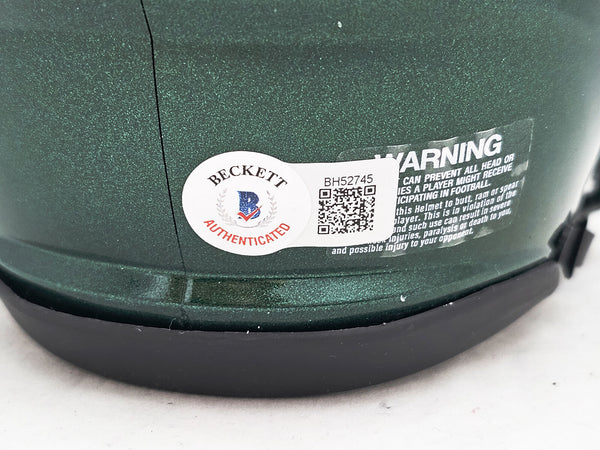 BECKETT
B
AUTHENTICATED
BH52745
WARNING
CAN PREVENT ALL HEAD OR
A PLAYER MIGHT RECEIVE
IN FOOTBALL.
this Helmet to butt, ram or spear
player. This is in violation of the
and such use can result in severe
injuries, paralysis or death to you,
and possible injury to your opponent.